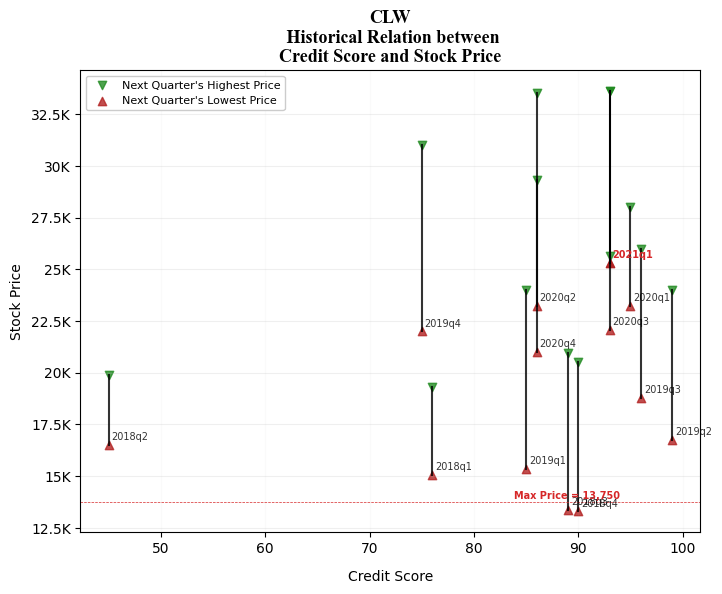 CLW
Historical Relation between
Credit Score and Stock Price
Next Quarter's Highest Price
Next Quarter's Lowest Price
Stock Price
32.5K
30K
27.5K
25K
22.5K
20K
17.5K
15K
12.5K
2021q1
2020q2
2020q1
2019q4
2020q3
2020q4
2019q3
2018q2
2019q2
2019q1
2018q1
Max Price = 13,750
2018q4
50
60
70
80
90
100
Credit Score